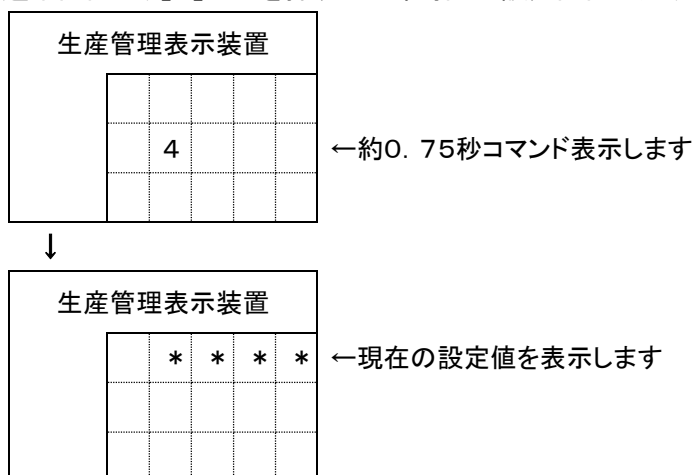 生産管理表示装置
4
←約0．75秒コマンド表示します
↓
生産管理表示装置
＊ ＊ ＊ ＊
←現在の設定値を表示します